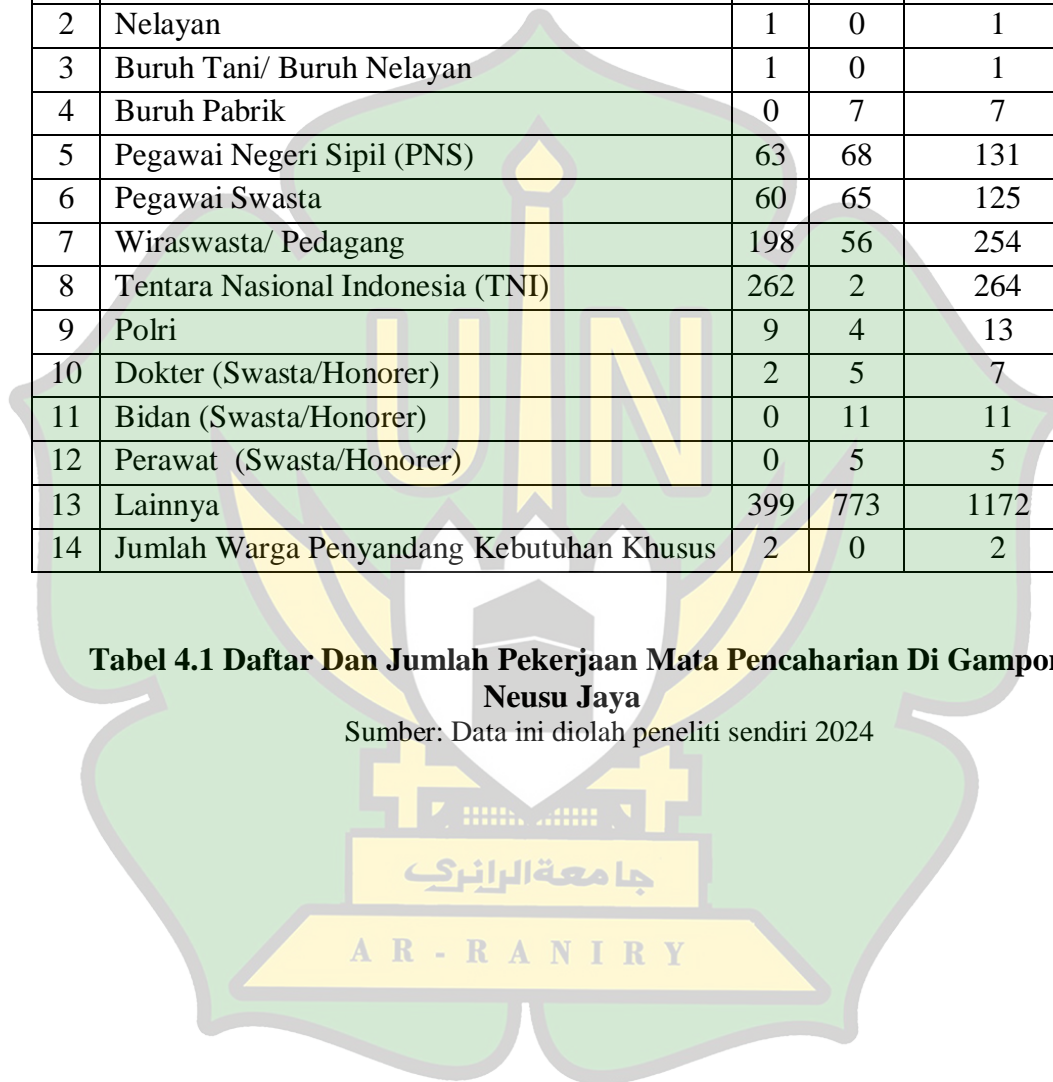 2 Nelayan 1 0 1
3 Buruh Tani/ Buruh Nelayan 1 0 1
4 Buruh Pabrik 0 7 7
5 Pegawai Negeri Sipil (PNS) 63 68 131
6 Pegawai Swasta 60 65 125
7 Wiraswasta/ Pedagang 198 56 254
8 Tentara Nasional Indonesia (TNI) 262 2 264
9 Polri 9 4 13
10 Dokter (Swasta/Honorer) 2 5 7
11 Bidan (Swasta/Honorer) 0 11 11
12 Perawat (Swasta/Honorer) 0 5 5
13 Lainnya 399 773 1172
14 Jumlah Warga Penyandang Kebutuhan Khusus 2 0 2
Tabel 4.1 Daftar Dan Jumlah Pekerjaan Mata Pencaharian Di Gampon
Neusu Jaya
Sumber: Data ini diolah peneliti sendiri 2024
UIN
جامعة الرانري
AR-RANIRY